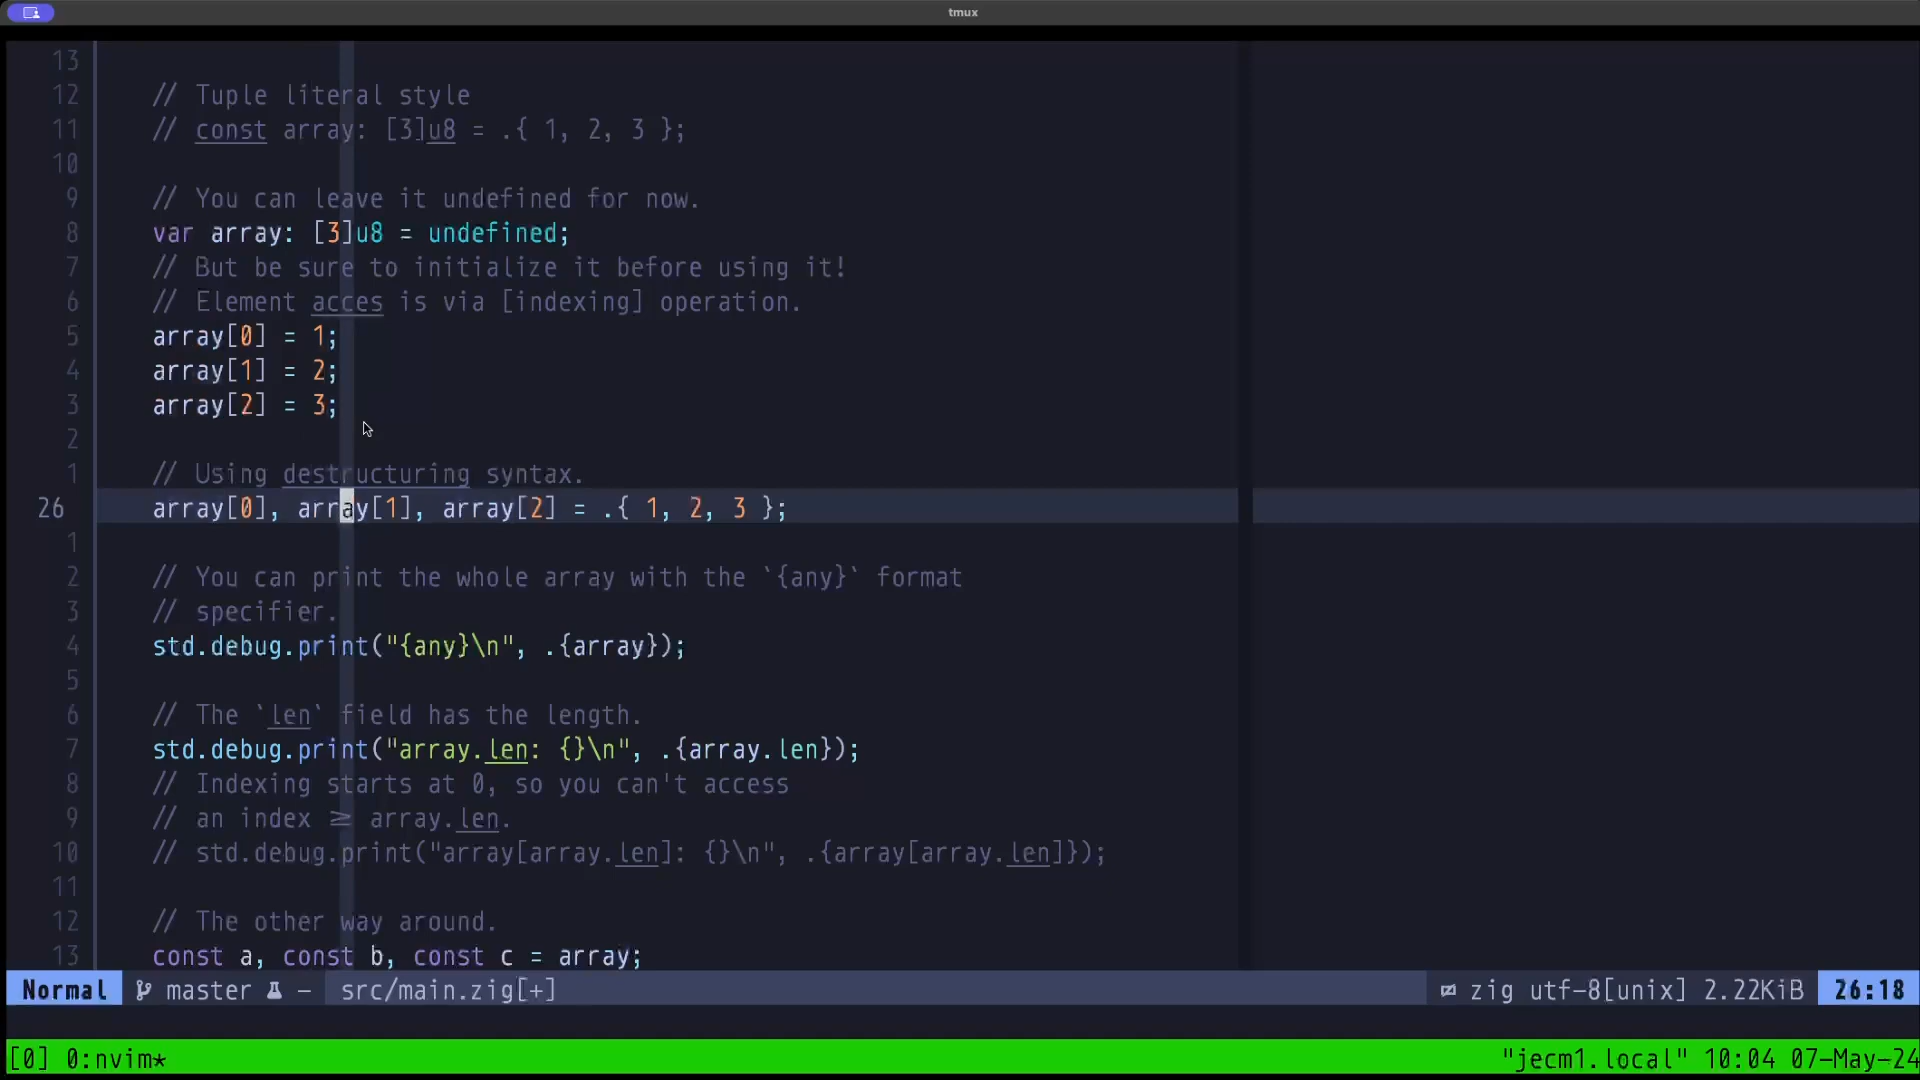 tmux
13
12 // Tuple literal style
11 // const array: [3]u8 = .{ 1, 2, 3 };
10
9 // You can leave it undefined for now.
8 var array: [3]u8 = undefined;
7 // But be sure to initialize it before using it!
6 // Element acces is via [indexing] operation.
5 array[0] = 1;
4 array[1] = 2;
3 array[2] = 3;
2
1 // Using destructuring syntax.
26 array[0], array[1], array[2] = .{ 1, 2, 3 };
1
2 // You can print the whole array with the `{any}` format
3 // specifier.
4 std.debug.print("{any}\n", .{array});
5
6 // The `len` field has the length.
7 std.debug.print("array.len: {}\n", .{array.len});
8 // Indexing starts at 0, so you can't access
9 // an index ≥ array.len.
10 // std.debug.print("array[array.len]: {}\n", .{array[array.len]});
11
12 // The other way around.
13 const a, const b, const c = array;
Normal master – src/main.zig[+] zig utf-8[unix] 2.22KiB 26:18
[0] 0:nvim* "jecm1.local" 10:04 07-May-24